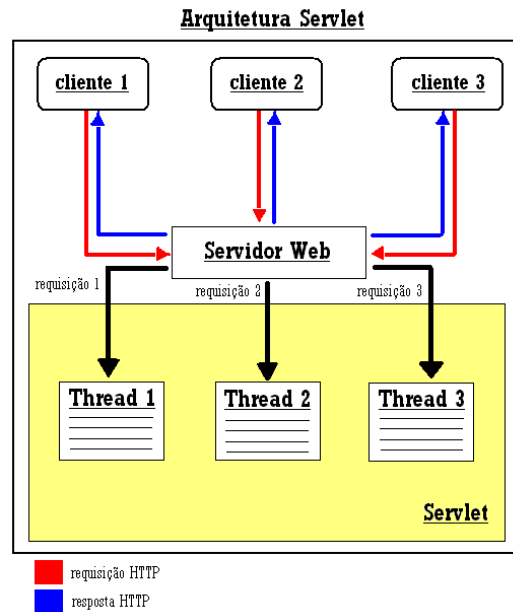 Arquitetura Servlet
cliente 1
cliente 2
cliente 3
Servidor Web
requisição 1
requisição 2
requisição 3
Thread 1
Thread 2
Thread 3
Servlet
requisição HTTP
resposta HTTP